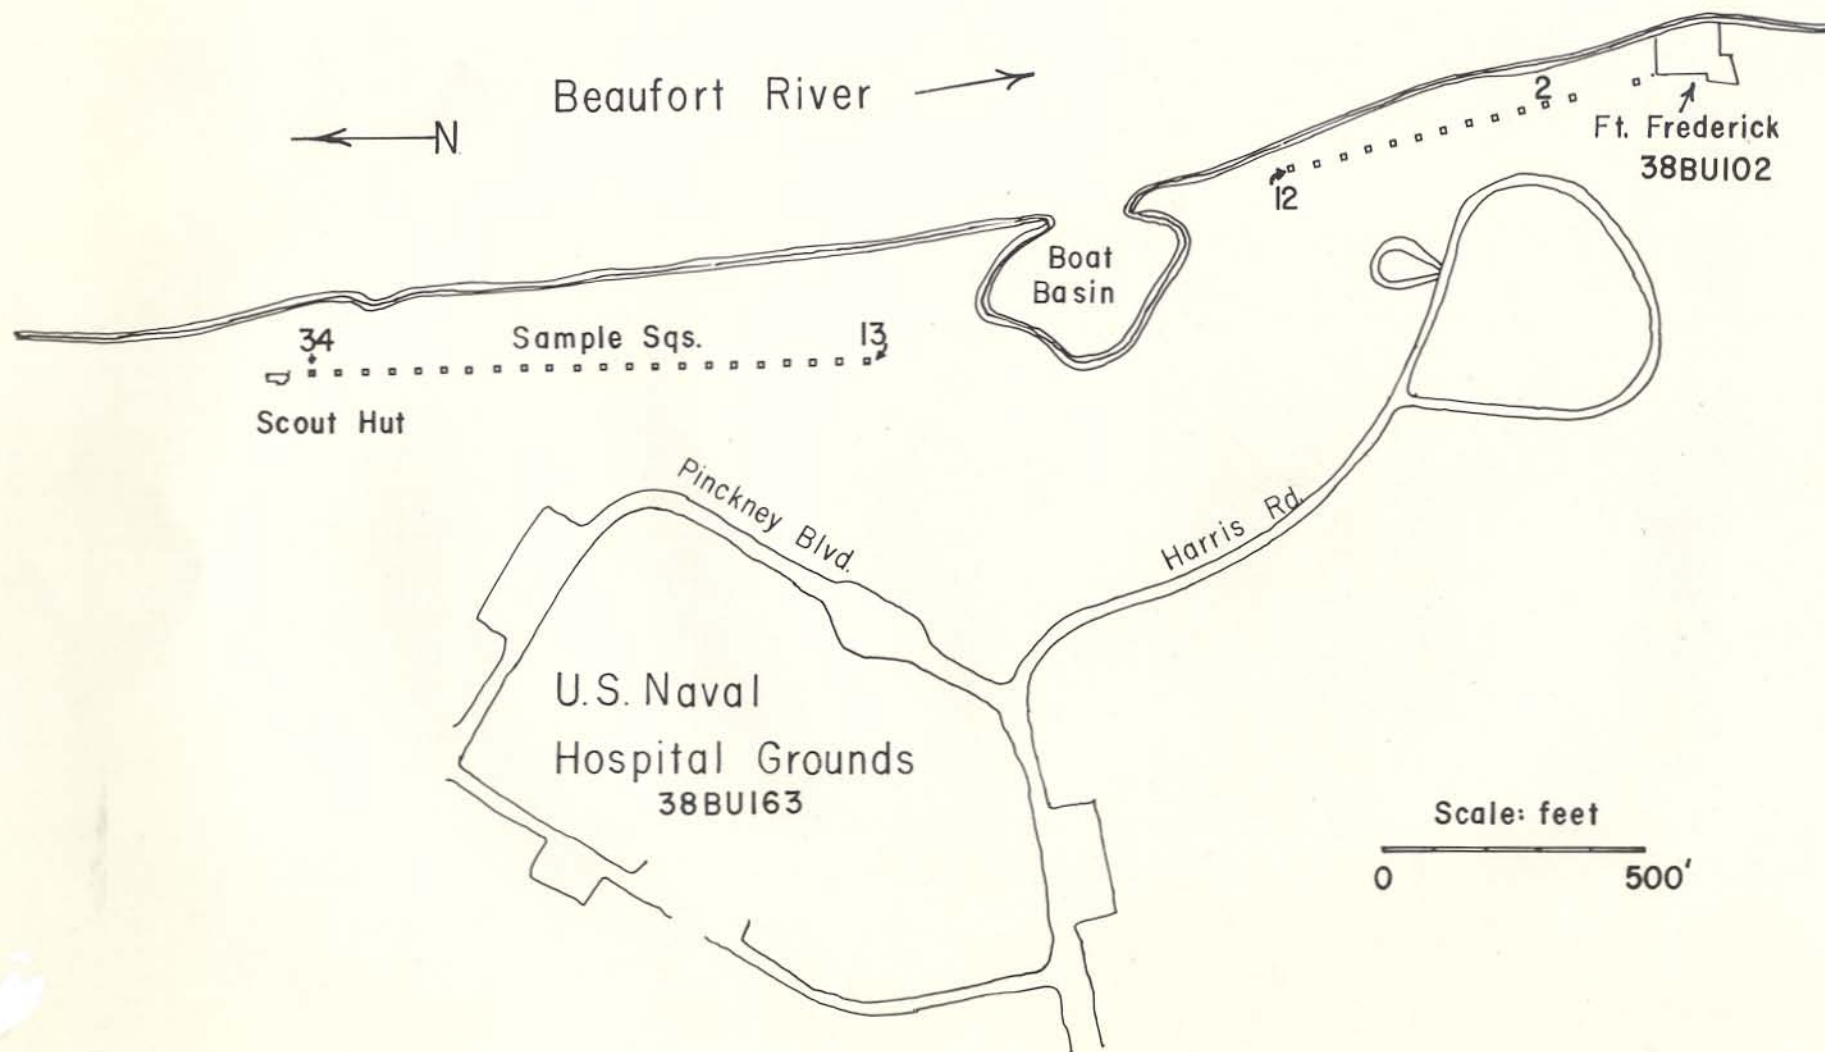 Beaufort River
N
2
Ft. Frederick
38BU102
12
Boat
Basin
34
Sample Sqs.
13
Scout Hut
Pinckney Blvd.
Harris Rd.
U.S. Naval
Hospital Grounds
38BU163
Scale: feet
0 500'